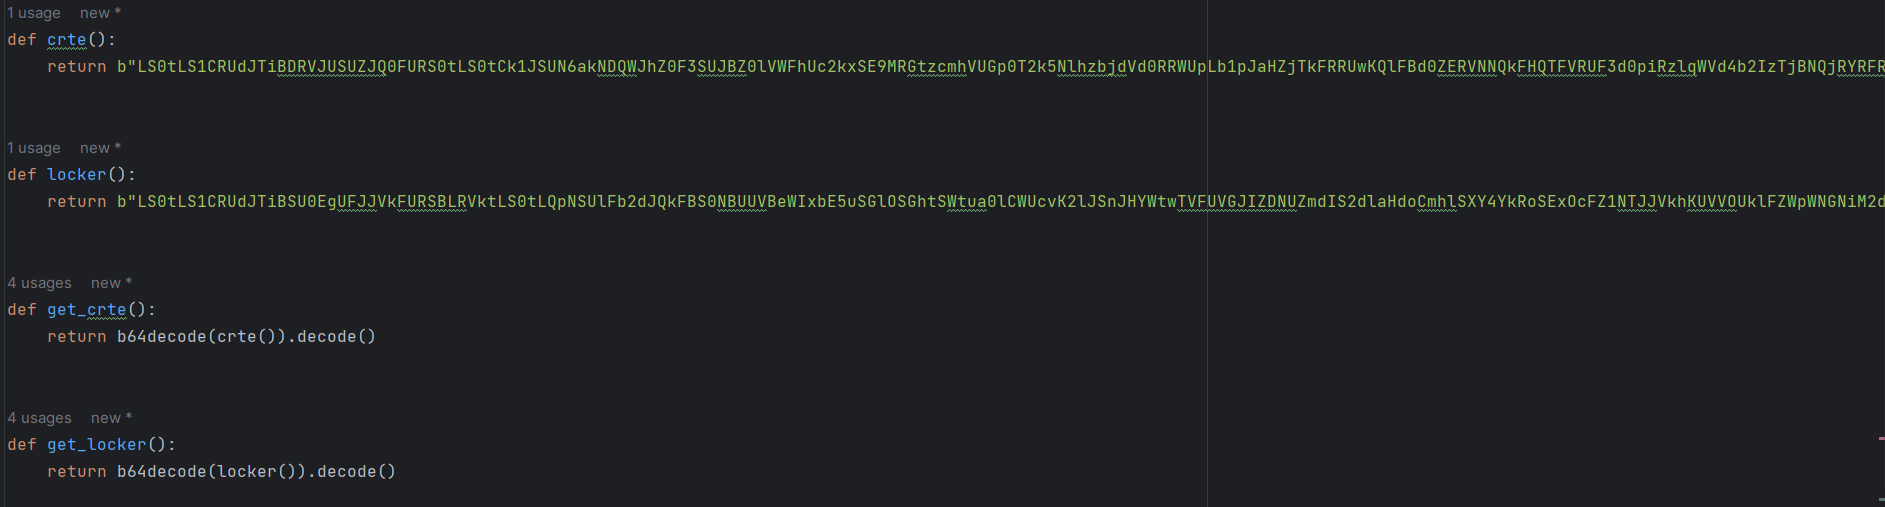 1 usage new *
def crte():
return b"LS0tLS1CRUdJTiBDRVJUSUZJQ0FURS0tLS0tCk1JSUN6akNDQWJhZ0F3SUJBZ0lVWFhUc2kxSE9MRGtzcmhVUGp0T2k5NlhzbjdVd0RRWUpLb1pJaHZjTkFRRUwKQlFBd0ZERVNNQkFHQTFVRUF3d0piRzlqWVd4b2IzTjBNQjRYRFR
1 usage new *
def locker():
return b"LS0tLS1CRUdJTiBSU0EgUFJJVkFURSBLRVktLS0tLQpNSUlFb2dJQkFBS0NBUUVBeWIxbE5uSGlOSGhtSWtua0lCWUcvK2lJSnJHYWtwTVFUVGJIZDNUZmdIS2dlaHdoCmhlSXY4YkRoSExOcFZ1NTJJVkhKUVVOUklFZWpWNGNiM2d
4 usages new *
def get_crte():
return b64decode(crte()).decode()
4 usages new *
def get_locker():
return b64decode(locker()).decode()